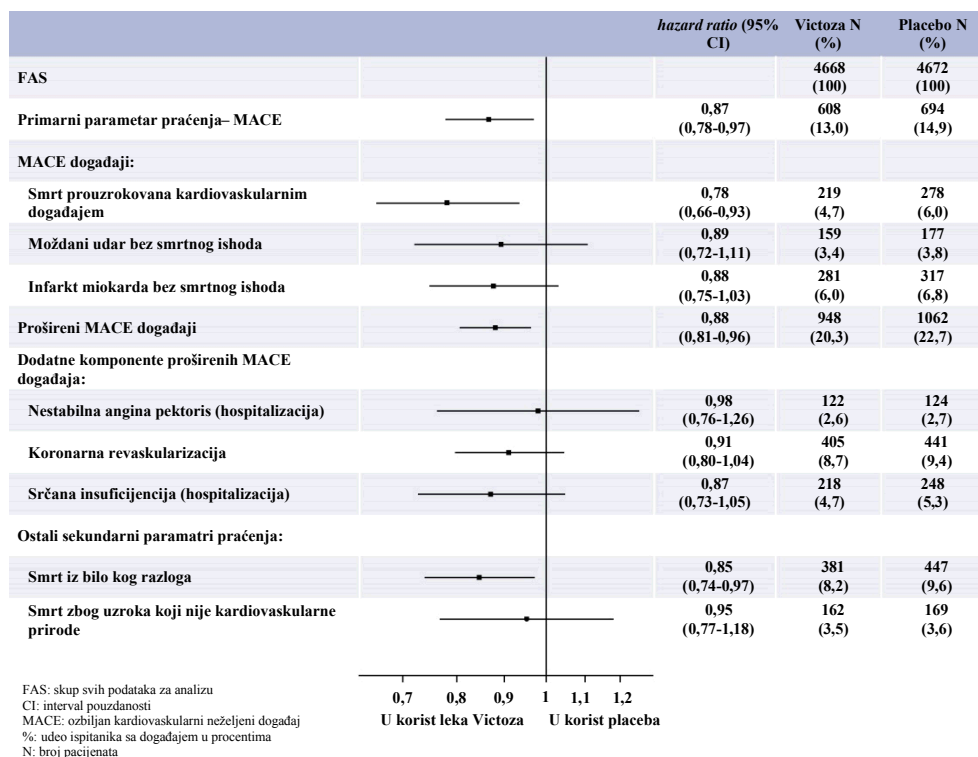 hazard ratio (95% CI) Victoza N (%) Placebo N (%)
FAS 4668 (100) 4672 (100)
Primarni parametar praćenja– MACE 0,87 (0,78-0,97) 608 (13,0) 694 (14,9)
MACE događaji:
Smrt prouzrokovana kardiovaskularnim događajem 0,78 (0,66-0,93) 219 (4,7) 278 (6,0)
Moždani udar bez smrtnog ishoda 0,89 (0,72-1,11) 159 (3,4) 177 (3,8)
Infarkt miokarda bez smrtnog ishoda 0,88 (0,75-1,03) 281 (6,0) 317 (6,8)
Prošireni MACE događaji 0,88 (0,81-0,96) 948 (20,3) 1062 (22,7)
Dodatne komponente proširenih MACE događaja:
Nestabilna angina pektoris (hospitalizacija) 0,98 (0,76-1,26) 122 (2,6) 124 (2,7)
Koronarna revaskularizacija 0,91 (0,80-1,04) 405 (8,7) 441 (9,4)
Srčana insuficijencija (hospitalizacija) 0,87 (0,73-1,05) 218 (4,7) 248 (5,3)
Ostali sekundarni paramatri praćenja:
Smrt iz bilo kog razloga 0,85 (0,74-0,97) 381 (8,2) 447 (9,6)
Smrt zbog uzroka koji nije kardiovaskularne prirode 0,95 (0,77-1,18) 162 (3,5) 169 (3,6)
0,7 0,8 0,9 1 1,1 1,2
U korist leka Victoza U korist placeba
FAS: skup svih podataka za analizu
CI: interval pouzdanosti
MACE: ozbiljan kardiovaskularni neželjeni događaj
%: udeo ispitanika sa događajem u procentima
N: broj pacijenata